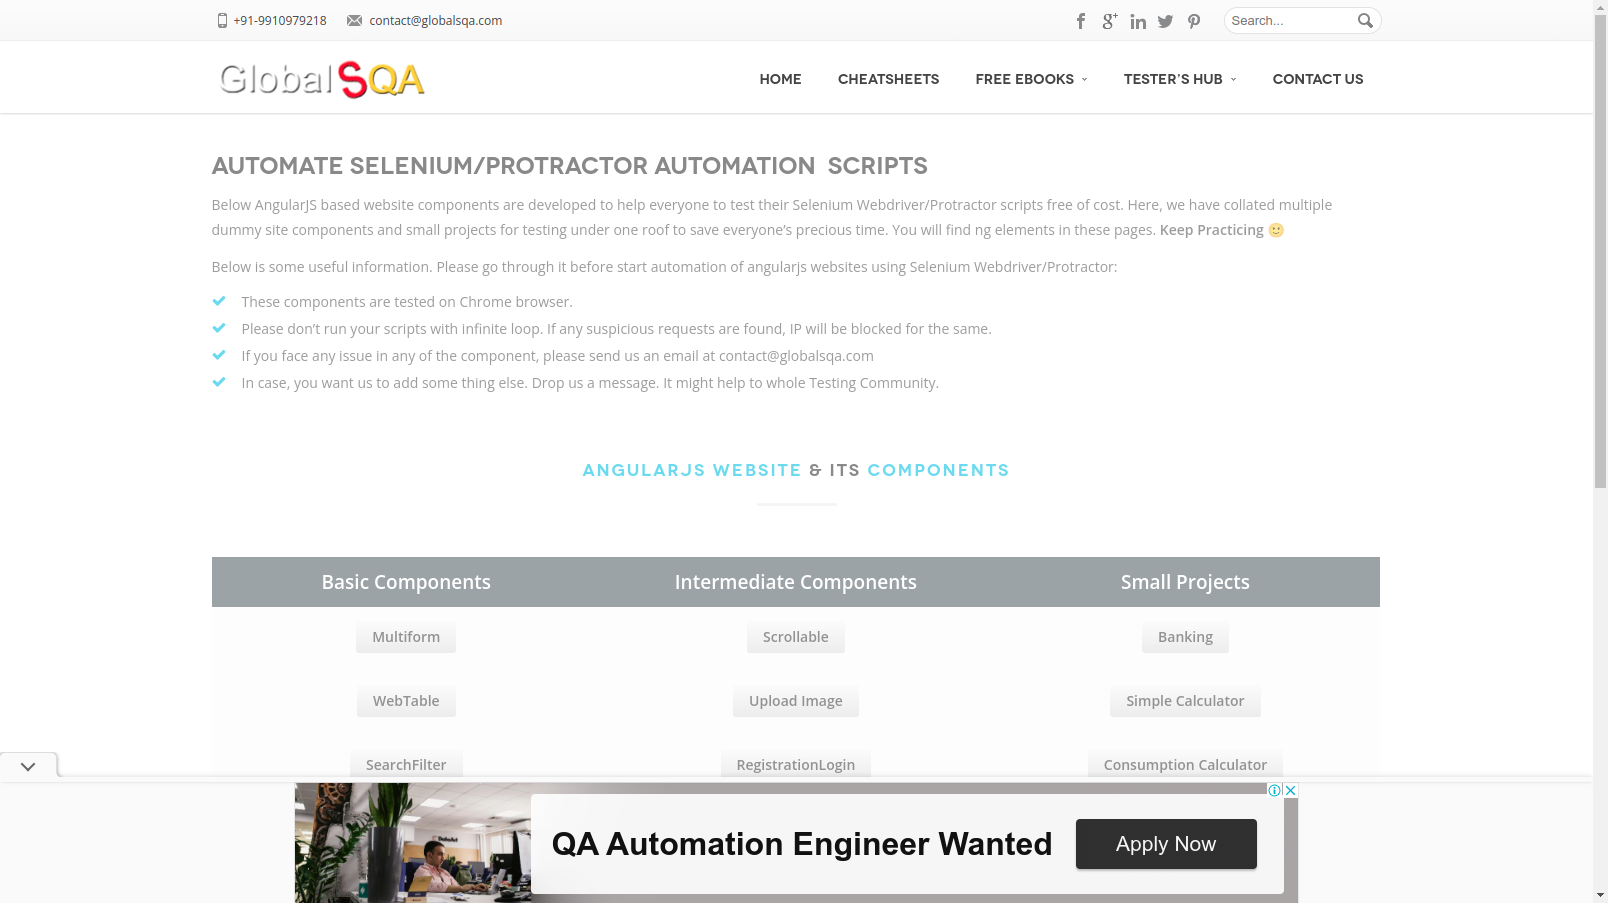 +91-9910979218 contact@globalsqa.com Search...
GlobalSQA HOME CHEATSHEETS FREE EBOOKS TESTER'S HUB CONTACT US
AUTOMATE SELENIUM/PROTRACTOR AUTOMATION SCRIPTS
Below AngularJS based website components are developed to help everyone to test their Selenium Webdriver/Protractor scripts free of cost. Here, we have collated multiple
dummy site components and small projects for testing under one roof to save everyone's precious time. You will find ng elements in these pages. Keep Practicing 🙂
Below is some useful information. Please go through it before start automation of angularjs websites using Selenium Webdriver/Protractor:
These components are tested on Chrome browser.
Please don't run your scripts with infinite loop. If any suspicious requests are found, IP will be blocked for the same.
If you face any issue in any of the component, please send us an email at contact@globalsqa.com
In case, you want us to add some thing else. Drop us a message. It might help to whole Testing Community.
ANGULARJS WEBSITE & ITS COMPONENTS
Basic Components Intermediate Components Small Projects
Multiform Scrollable Banking
WebTable Upload Image Simple Calculator
SearchFilter RegistrationLogin Consumption Calculator
QA Automation Engineer Wanted Apply Now